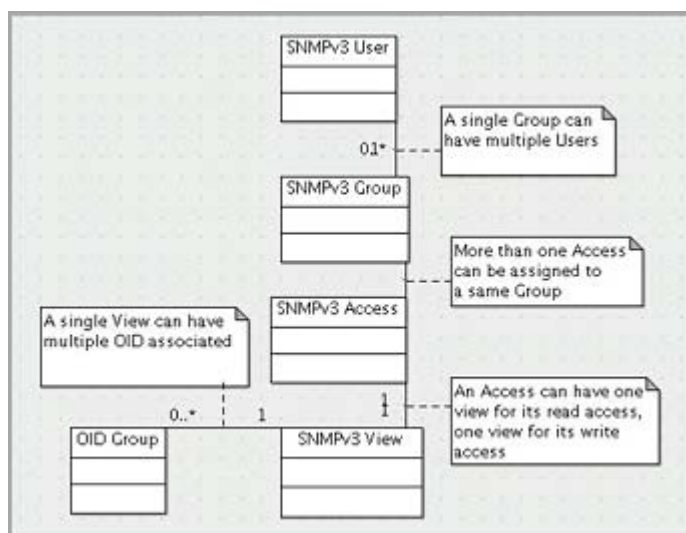 SNMPv3 User
A single Group can
have multiple Users
0.1*
SNMPv3 Group
More than one Access
can be assigned to
a same Group
SNMPv3 Access
A single View can have
multiple OID associated
1
1
An Access can have one
view for its read access,
one view for its write
access
0..*
1
OID Group
SNMPv3 View